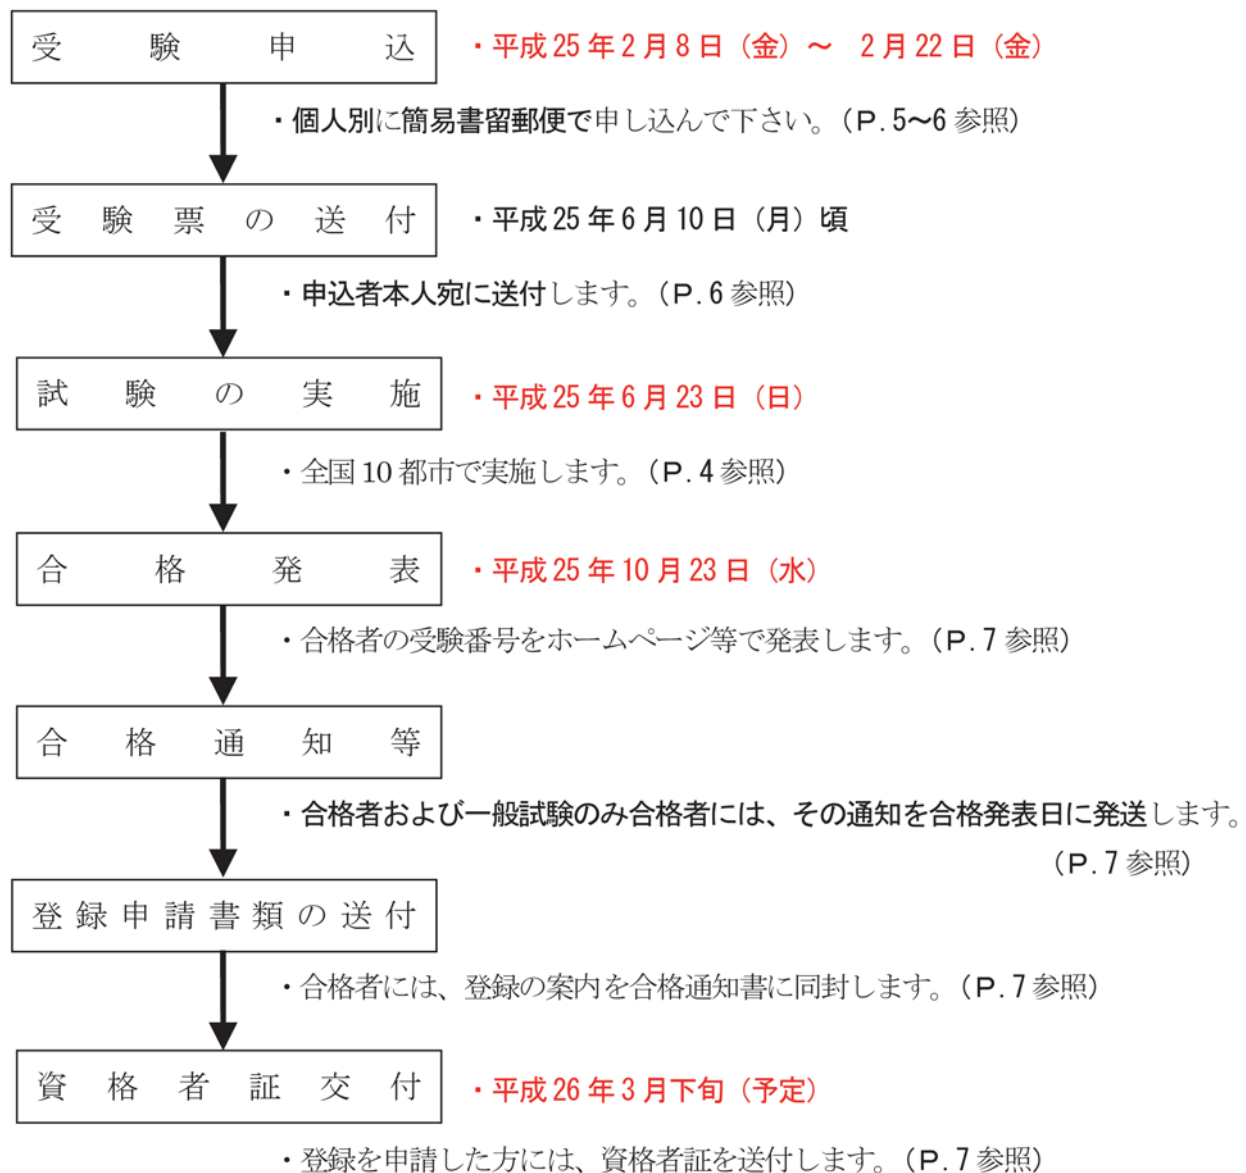 受験申込
・平成25年2月8日（金）～ 2月22日（金）
・個人別に簡易書留郵便で申し込んで下さい。（P.5～6参照）
受験票の送付
・平成25年6月10日（月）頃
・申込者本人宛に送付します。（P.6参照）
試験の実施
・平成25年6月23日（日）
・全国10都市で実施します。（P.4参照）
合格発表
・平成25年10月23日（水）
・合格者の受験番号をホームページ等で発表します。（P.7参照）
合格通知等
・合格者および一般試験のみ合格者には、その通知を合格発表日に発送します。
（P.7参照）
登録申請書類の送付
・合格者には、登録の案内を合格通知書に同封します。（P.7参照）
資格者証交付
・平成26年3月下旬（予定）
・登録を申請した方には、資格者証を送付します。（P.7参照）